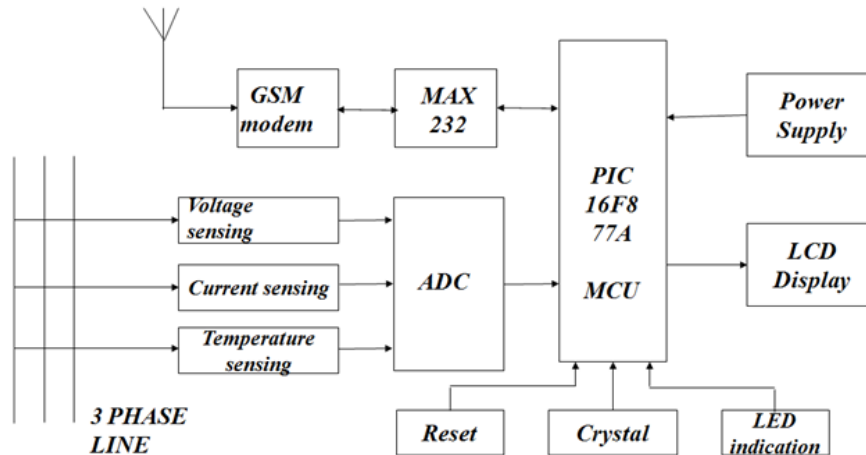 GSM
modem
MAX
232
PIC
16F8
77A
MCU
Power
Supply
Voltage
sensing
Current sensing
Temperature
sensing
ADC
LCD
Display
3 PHASE
LINE
Reset
Crystal
LED
indication